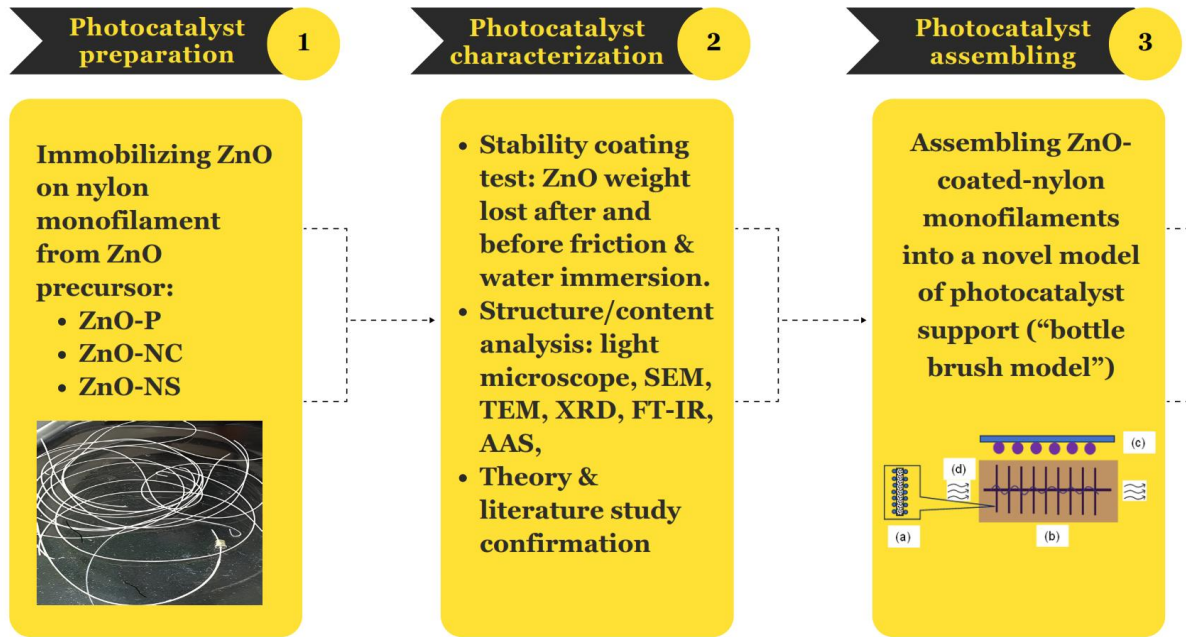 Photocatalyst
preparation
1
Immobilizing ZnO
on nylon
monofilament
from ZnO
precursor:
• ZnO-P
• ZnO-NC
• ZnO-NS
Photocatalyst
characterization
2
• Stability coating
test: ZnO weight
lost after and
before friction &
water immersion.
• Structure/content
analysis: light
microscope, SEM,
TEM, XRD, FT-IR,
AAS,
• Theory &
literature study
confirmation
Photocatalyst
assembling
3
Assembling ZnO-
coated-nylon
monofilaments
into a novel model
of photocatalyst
support (“bottle
brush model”)
(c)
(d)
(a)
(b)